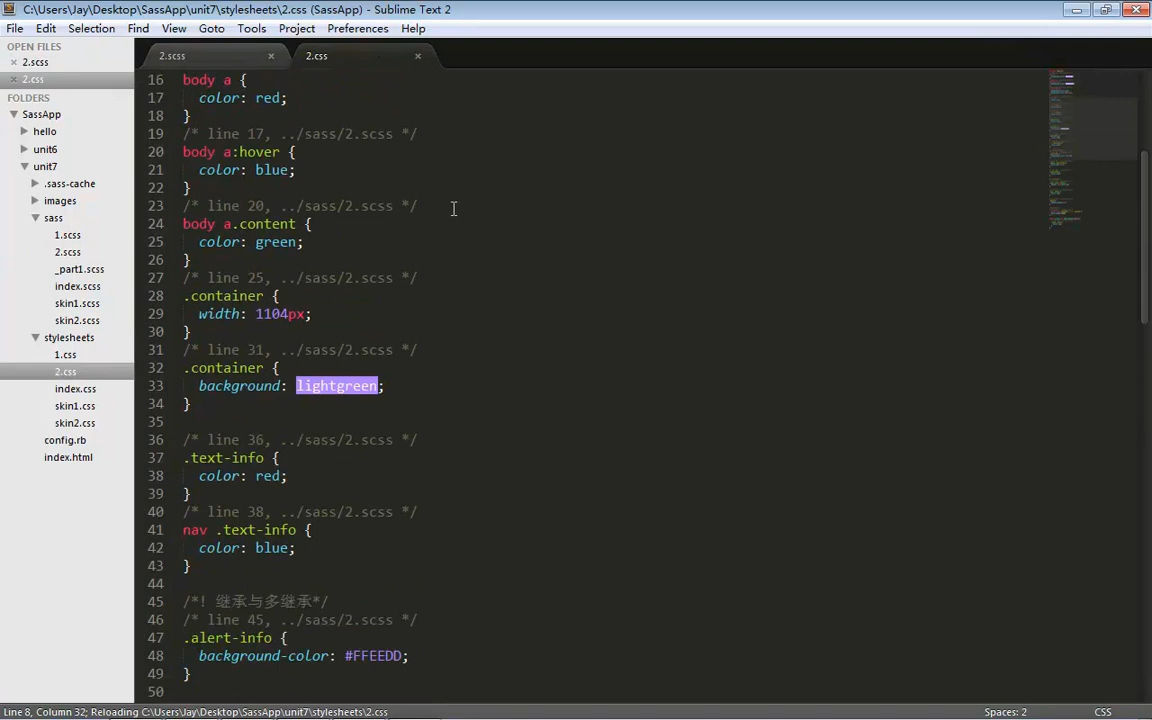 C:\Users\Jay\Desktop\SassApp\unit7\stylesheets\2.css (SassApp) - Sublime Text 2
File Edit Selection Find View Goto Tools Project Preferences Help
OPEN FILES
× 2.scss
× 2.css
FOLDERS
SassApp
hello
unit6
unit7
.sass-cache
images
sass
1.scss
2.scss
_part1.scss
index.scss
skin1.scss
skin2.scss
stylesheets
1.css
2.css
index.css
skin1.css
skin2.css
config.rb
index.html
2.scss × 2.css ×
16 body a {
17 color: red;
18 }
19 /* line 17, ../sass/2.scss */
20 body a:hover {
21 color: blue;
22 }
23 /* line 20, ../sass/2.scss */
24 body a.content {
25 color: green;
26 }
27 /* line 25, ../sass/2.scss */
28 .container {
29 width: 1104px;
30 }
31 /* line 31, ../sass/2.scss */
32 .container {
33 background: lightgreen;
34 }
35
36 /* line 36, ../sass/2.scss */
37 .text-info {
38 color: red;
39 }
40 /* line 38, ../sass/2.scss */
41 nav .text-info {
42 color: blue;
43 }
44
45 /*! 继承与多继承*/
46 /* line 45, ../sass/2.scss */
47 .alert-info {
48 background-color: #FFEEDD;
49 }
50
Line 8, Column 32; Reloading C:\Users\Jay\Desktop\SassApp\unit7\stylesheets\2.css
Spaces: 2
CSS